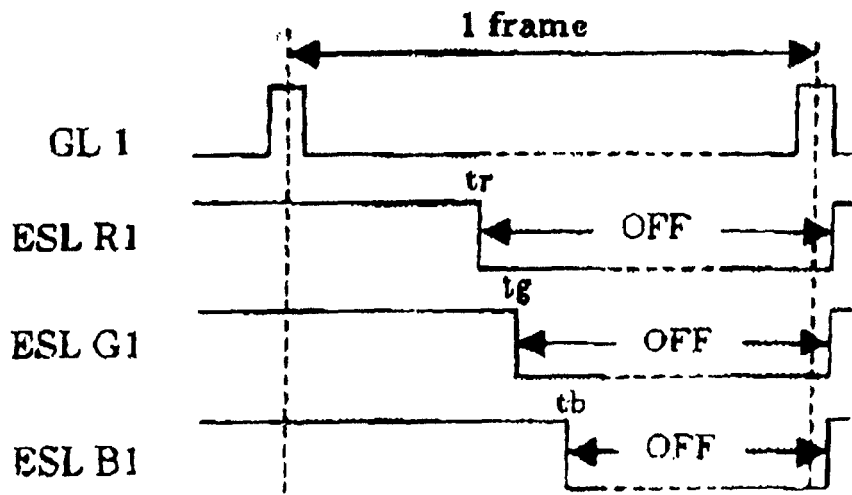 1 frame
GL 1
tr
ESL R1
OFF
tg
ESL G1
OFF
tb
ESL B1
OFF